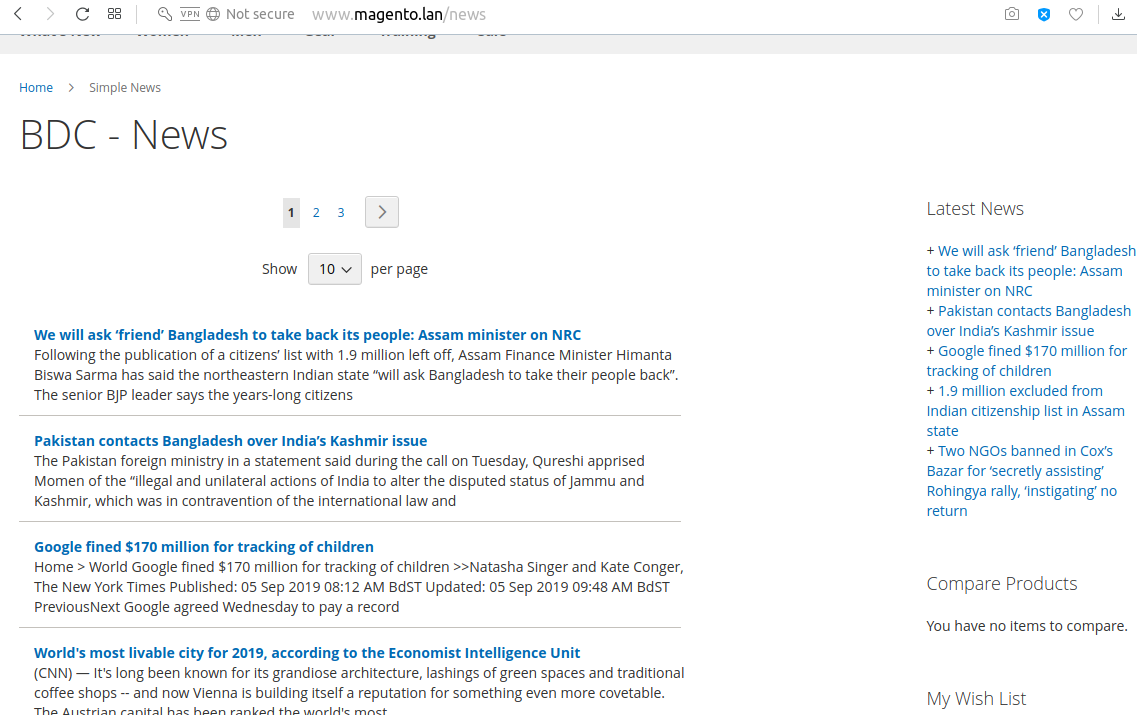 VPN Not secure www.magento.lan/news
What's New Women Men Gear Training Sale
Home > Simple News
BDC - News
1 2 3 >
Show 10 per page
We will ask ‘friend’ Bangladesh to take back its people: Assam minister on NRC
Following the publication of a citizens’ list with 1.9 million left off, Assam Finance Minister Himanta
Biswa Sarma has said the northeastern Indian state “will ask Bangladesh to take their people back”.
The senior BJP leader says the years-long citizens
Pakistan contacts Bangladesh over India’s Kashmir issue
The Pakistan foreign ministry in a statement said during the call on Tuesday, Qureshi apprised
Momen of the “illegal and unilateral actions of India to alter the disputed status of Jammu and
Kashmir, which was in contravention of the international law and
Google fined $170 million for tracking of children
Home > World Google fined $170 million for tracking of children >>Natasha Singer and Kate Conger,
The New York Times Published: 05 Sep 2019 08:12 AM BdST Updated: 05 Sep 2019 09:48 AM BdST
PreviousNext Google agreed Wednesday to pay a record
World's most livable city for 2019, according to the Economist Intelligence Unit
(CNN) — It's long been known for its grandiose architecture, lashings of green spaces and traditional
coffee shops -- and now Vienna is building itself a reputation for something even more covetable.
The Austrian capital has been ranked the world's most
Latest News
+ We will ask ‘friend’ Bangladesh
to take back its people: Assam
minister on NRC
+ Pakistan contacts Bangladesh
over India’s Kashmir issue
+ Google fined $170 million for
tracking of children
+ 1.9 million excluded from
Indian citizenship list in Assam
state
+ Two NGOs banned in Cox’s
Bazar for ‘secretly assisting’
Rohingya rally, ‘instigating’ no
return
Compare Products
You have no items to compare.
My Wish List